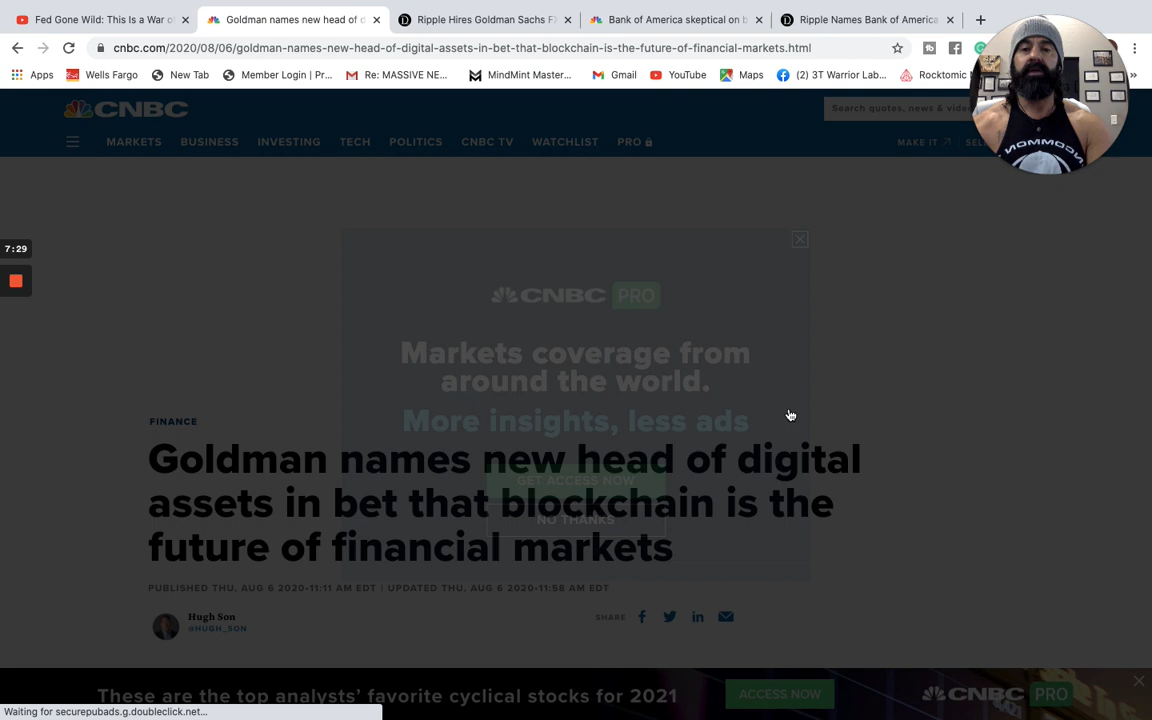 Fed Gone Wild: This Is a War of
Goldman names new head of d
Ripple Hires Goldman Sachs FX
Bank of America skeptical on b
Ripple Names Bank of America
cnbc.com/2020/08/06/goldman-names-new-head-of-digital-assets-in-bet-that-blockchain-is-the-future-of-financial-markets.html
Apps
Wells Fargo
New Tab
Member Login | Pr...
Re: MASSIVE NE...
MindMint Master...
Gmail
YouTube
Maps
(2) 3T Warrior Lab...
Rocktomic
CNBC
Search quotes, news & video
MARKETS BUSINESS INVESTING TECH POLITICS CNBC TV WATCHLIST PRO
MAKE IT
7:29
CNBC PRO
Markets coverage from
around the world.
More insights, less ads
GET ACCESS NOW
NO THANKS
FINANCE
Goldman names new head of digital
assets in bet that blockchain is the
future of financial markets
PUBLISHED THU, AUG 6 2020-11:11 AM EDT | UPDATED THU, AUG 6 2020-11:58 AM EDT
Hugh Son
@HUGH_SON
SHARE
These are the top analysts' favorite cyclical stocks for 2021
ACCESS NOW
CNBC PRO
Waiting for securepubads.g.doubleclick.net...